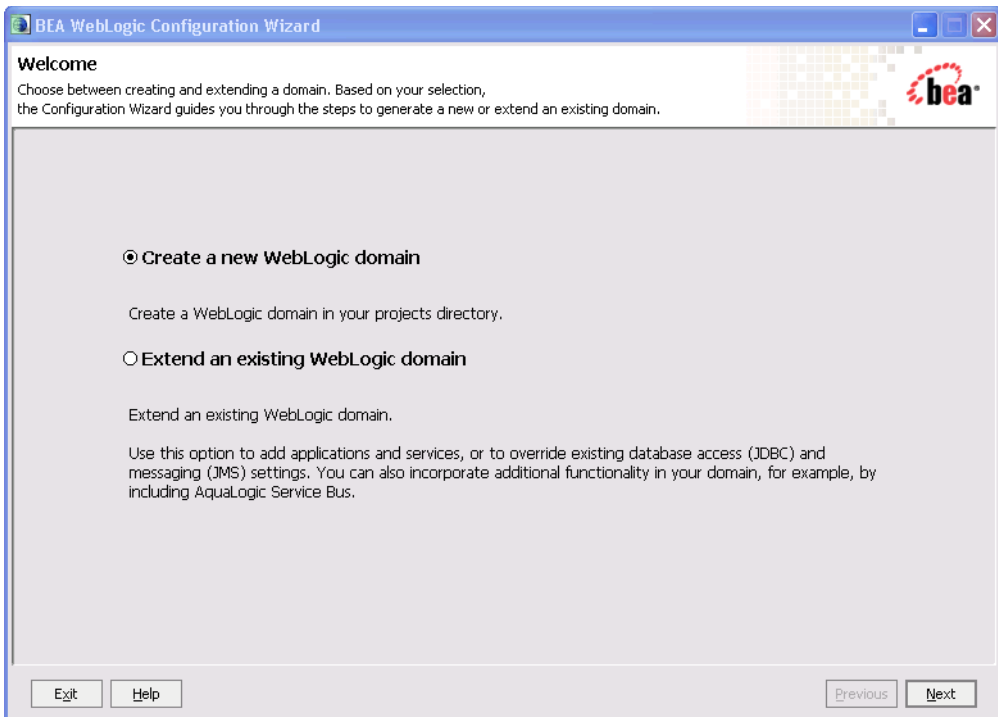 BEA WebLogic Configuration Wizard
Welcome
Choose between creating and extending a domain. Based on your selection,
the Configuration Wizard guides you through the steps to generate a new or extend an existing domain.
bea
Create a new WebLogic domain
Create a WebLogic domain in your projects directory.
Extend an existing WebLogic domain
Extend an existing WebLogic domain.
Use this option to add applications and services, or to override existing database access (JDBC) and
messaging (JMS) settings. You can also incorporate additional functionality in your domain, for example, by
including AquaLogic Service Bus.
Exit Help Previous Next